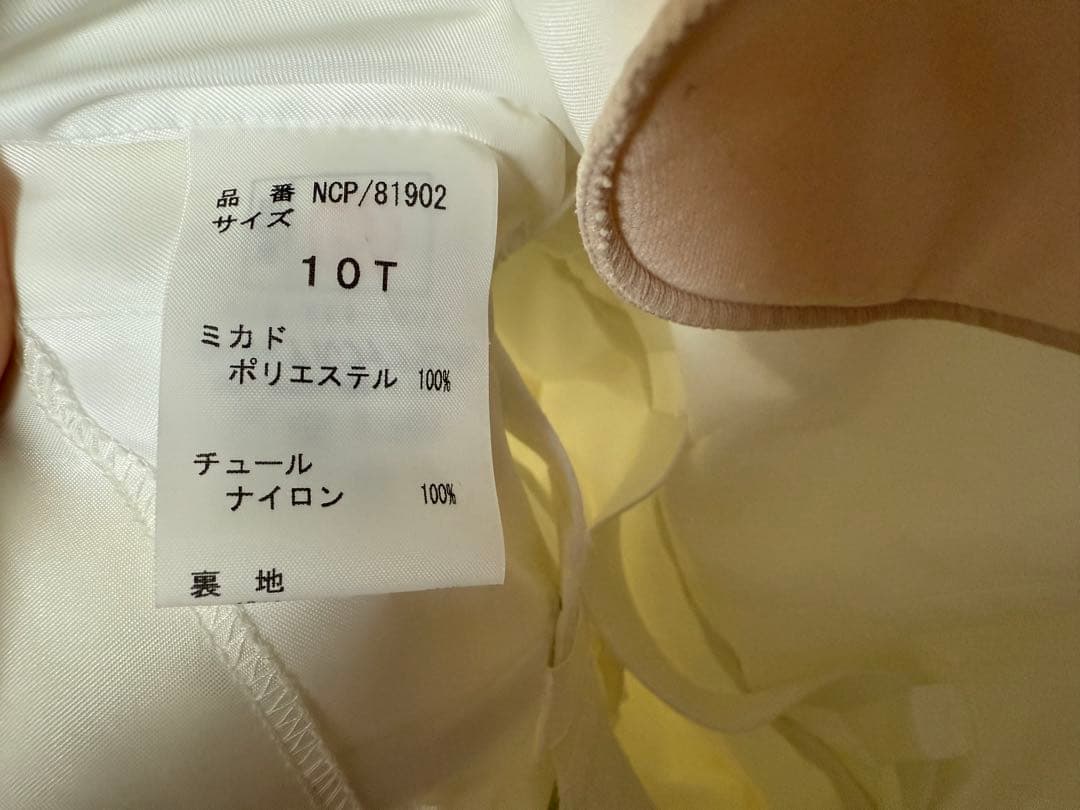 品 番 NCP/81902
サイズ
10T
ミカド
ポリエステル 100%
チュール
ナイロン 100%
裏 地